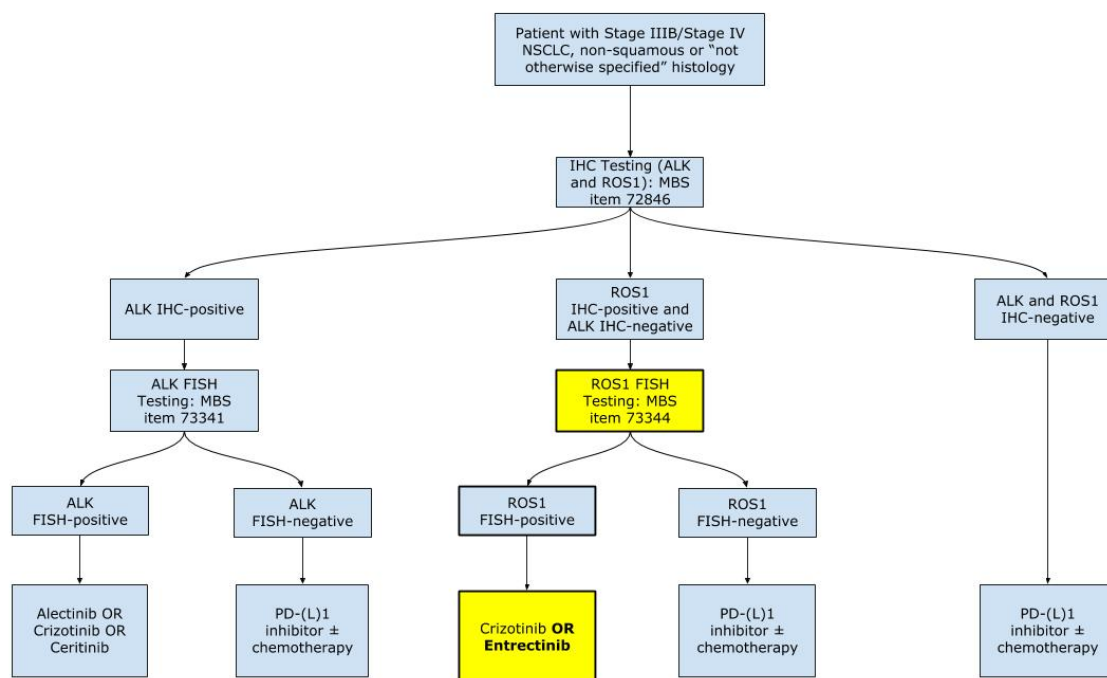 Patient with Stage IIIB/Stage IV
NSCLC, non-squamous or “not
otherwise specified” histology
IHC Testing (ALK
and ROS1): MBS
item 72846
ALK IHC-positive
ROS1
IHC-positive and
ALK IHC-negative
ALK and ROS1
IHC-negative
ALK FISH
Testing: MBS
item 73341
ROS1 FISH
Testing: MBS
item 73344
ALK
FISH-positive
ALK
FISH-negative
ROS1
FISH-positive
ROS1
FISH-negative
Alectinib OR
Crizotinib OR
Ceritinib
PD-(L)1
inhibitor ±
chemotherapy
Crizotinib OR
Entrectinib
PD-(L)1
inhibitor ±
chemotherapy
PD-(L)1
inhibitor ±
chemotherapy